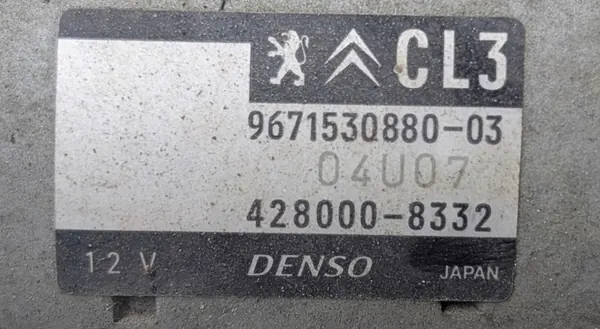 CL3
9671530880-03
04U07
428000-8332
12 V DENSO JAPAN